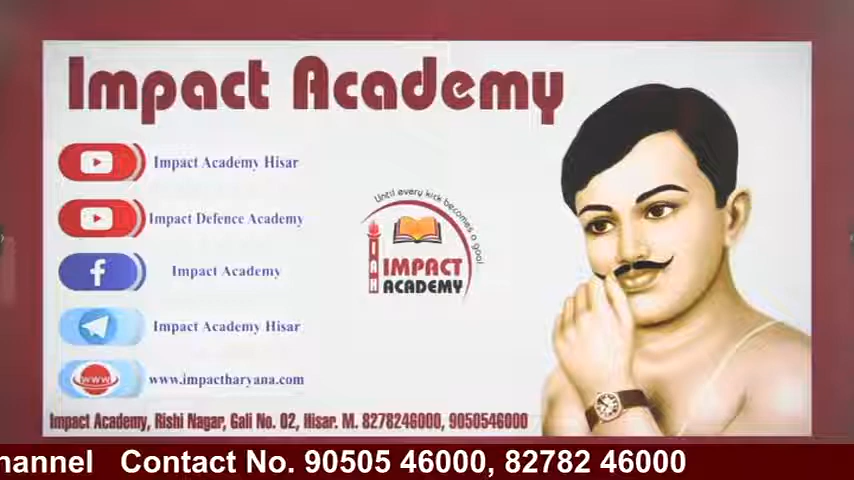 Impact Academy
Impact Academy Hisar
Impact Defence Academy
Impact Academy
Impact Academy Hisar
www
www.impactharyana.com
Until every kick becomes a goal
IAH
IMPACT
ACADEMY
Impact Academy, Rishi Nagar, Gali No. 02, Hisar. M. 8278246000, 9050546000
hannel Contact No. 90505 46000, 82782 46000